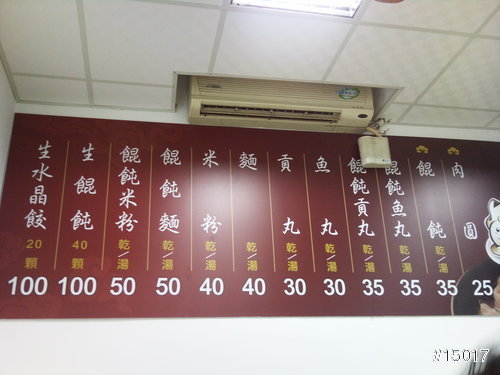 肉圓 25
餛飩 乾/湯 35
餛飩魚丸 乾/湯 35
餛飩貢丸 乾/湯 35
魚丸 乾/湯 30
貢丸 乾/湯 30
麵 乾/湯 40
米粉 乾/湯 40
餛飩麵 乾/湯 50
餛飩米粉 乾/湯 50
生餛飩 40顆 100
生水晶餃 20顆 100
#15017